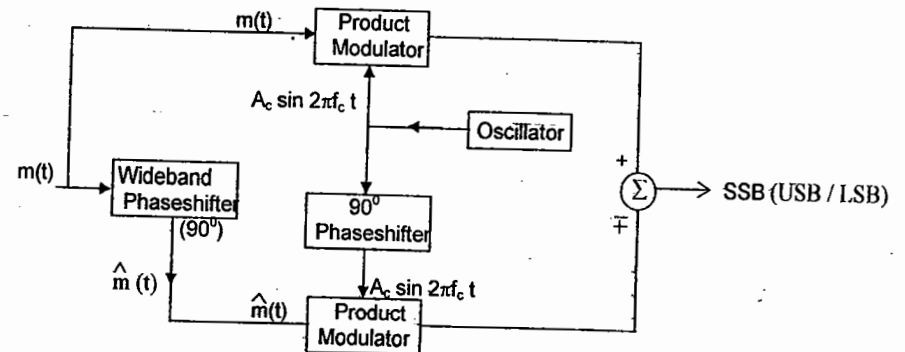 m(t)
Product
Modulator
A_c sin 2πf_c t
Oscillator
m(t)
Wideband
Phaseshifter
(90⁰)
90⁰
Phaseshifter
+
Σ
SSB (USB / LSB)
∓
m̂ (t)
m̂(t)
A_c sin 2πf_c t
Product
Modulator